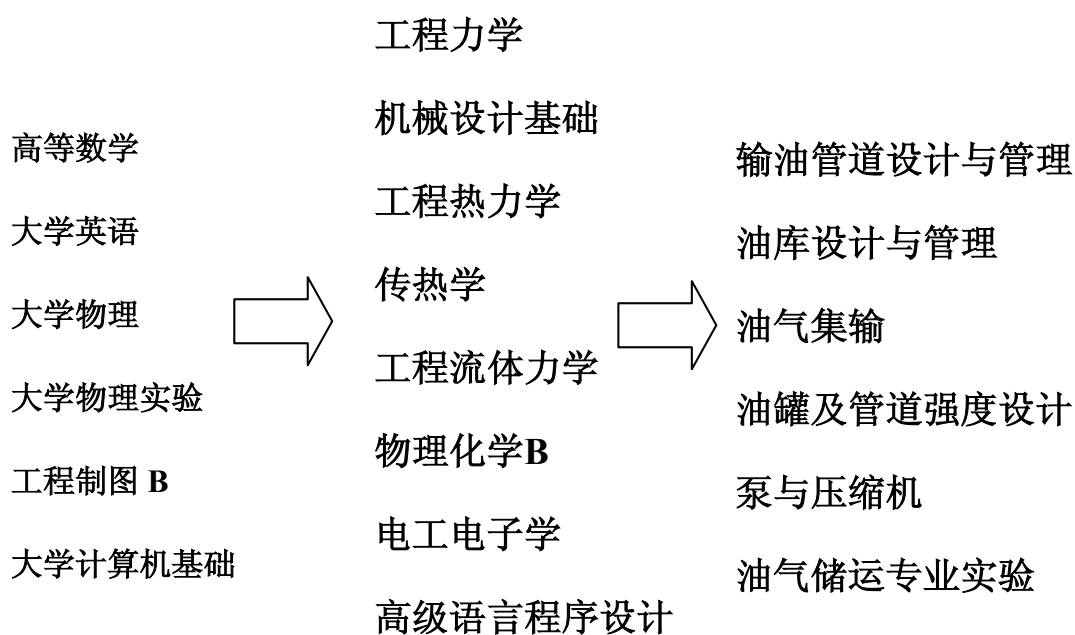 高等数学
大学英语
大学物理
大学物理实验
工程制图 B
大学计算机基础
工程力学
机械设计基础
工程热力学
传热学
工程流体力学
物理化学B
电工电子学
高级语言程序设计
输油管道设计与管理
油库设计与管理
油气集输
油罐及管道强度设计
泵与压缩机
油气储运专业实验